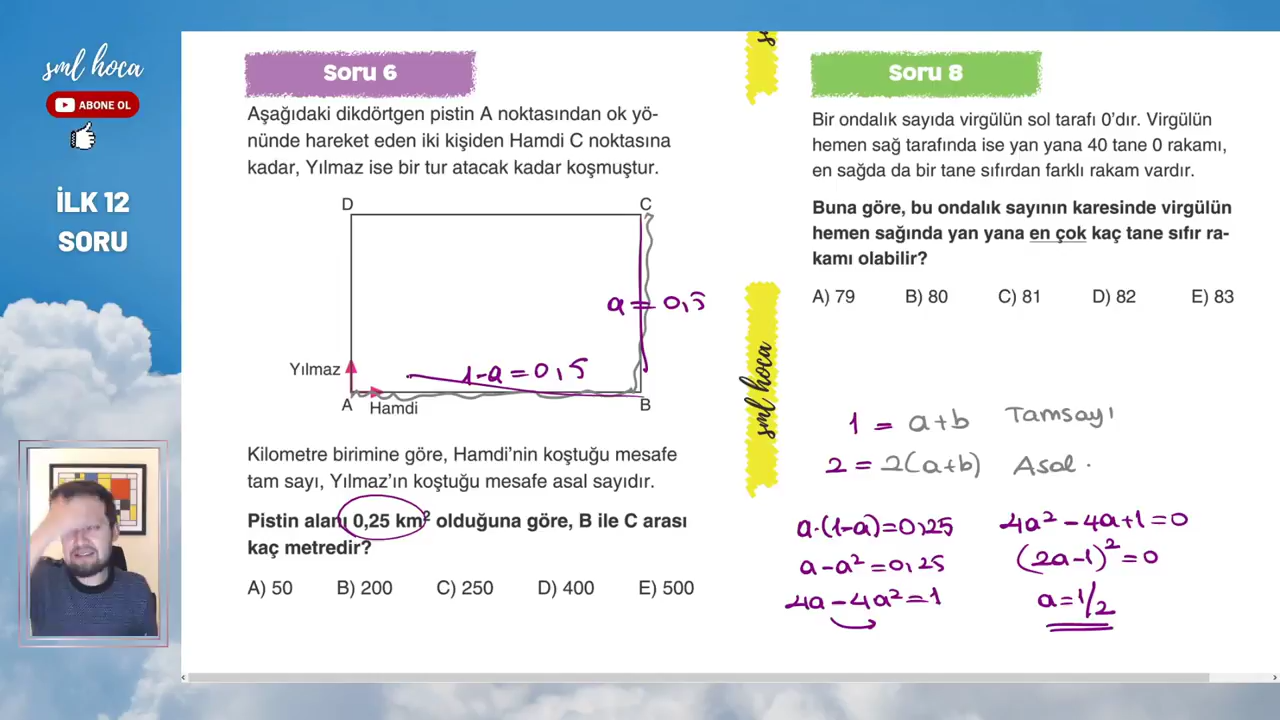 sml hoca
ABONE OL
İLK 12
SORU
Soru 6
Aşağıdaki dikdörtgen pistin A noktasından ok yö-
nünde hareket eden iki kişiden Hamdi C noktasına
kadar, Yılmaz ise bir tur atacak kadar koşmuştur.
D
C
a = 0,5
Yılmaz
1-a = 0,5
A
Hamdi
B
Kilometre birimine göre, Hamdi'nin koştuğu mesafe
tam sayı, Yılmaz'ın koştuğu mesafe asal sayıdır.
Pistin alanı 0,25 km² olduğuna göre, B ile C arası
kaç metredir?
A) 50 B) 200 C) 250 D) 400 E) 500
sml hoca
Soru 8
Bir ondalık sayıda virgülün sol tarafı 0'dır. Virgülün
hemen sağ tarafında ise yan yana 40 tane 0 rakamı,
en sağda da bir tane sıfırdan farklı rakam vardır.
Buna göre, bu ondalık sayının karesinde virgülün
hemen sağında yan yana en çok kaç tane sıfır ra-
kamı olabilir?
A) 79 B) 80 C) 81 D) 82 E) 83
1 = a+b Tamsayı
2 = 2(a+b) Asal.
a.(1-a)=0,25
a-a²=0,25
4a-4a²=1
4a²-4a+1=0
(2a-1)²=0
a=1/2